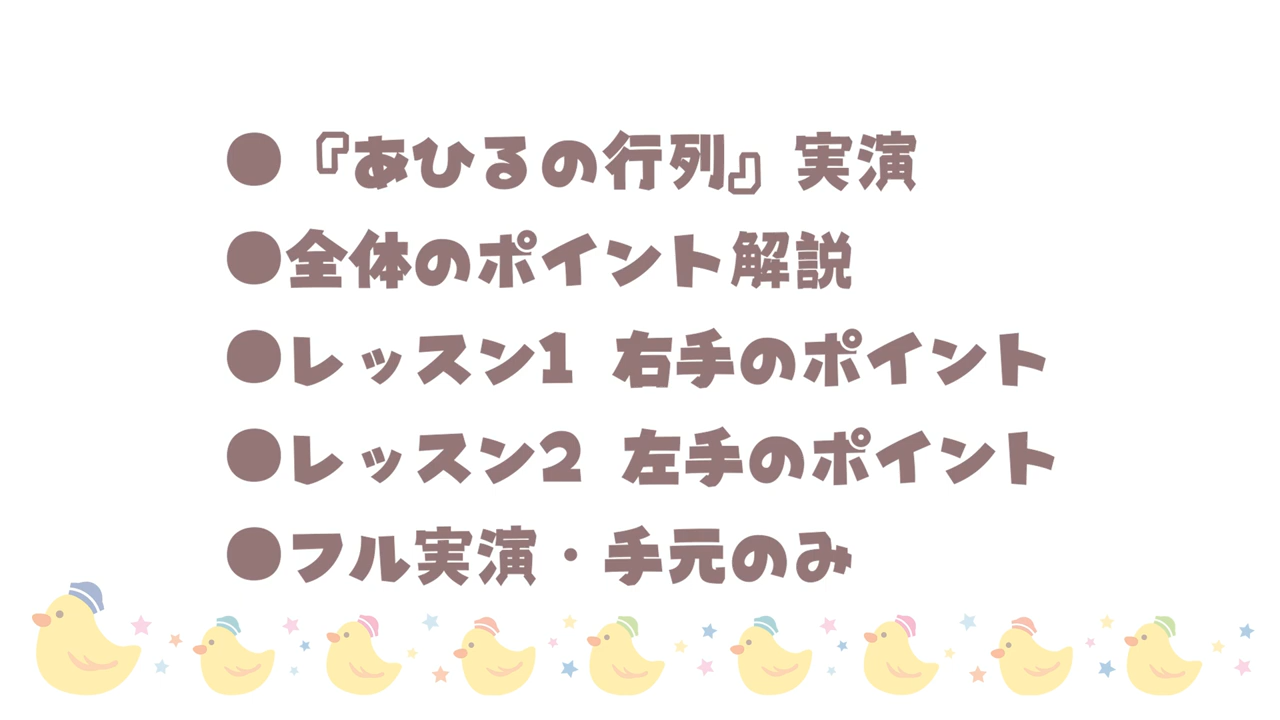 ●『あひるの行列』実演
●全体のポイント解説
●レッスン1 右手のポイント
●レッスン2 左手のポイント
●フル実演・手元のみ